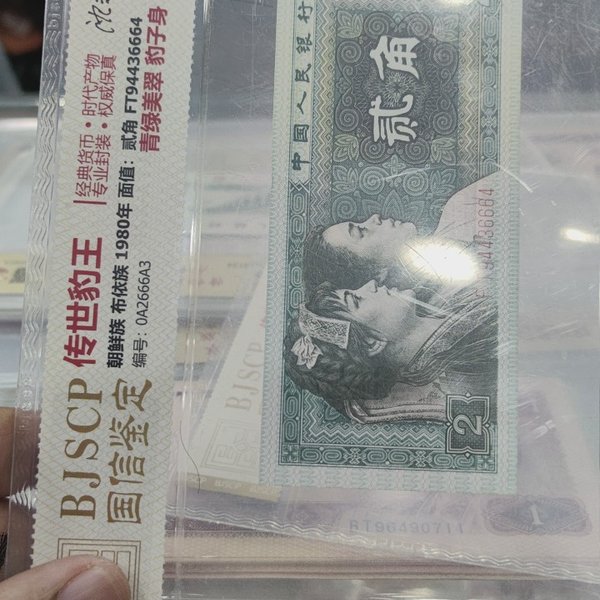 BJSCP
国信鉴定
传世豹王
朝鲜族 布依族 1980年 面值：贰角 FT94436664
编号：0A2666A3
青绿美翠 豹子身
经典货币・时代产物
专业封装・权威保真
中国人民银行
贰角
94436664
2
BJSCP
BT96490711
1